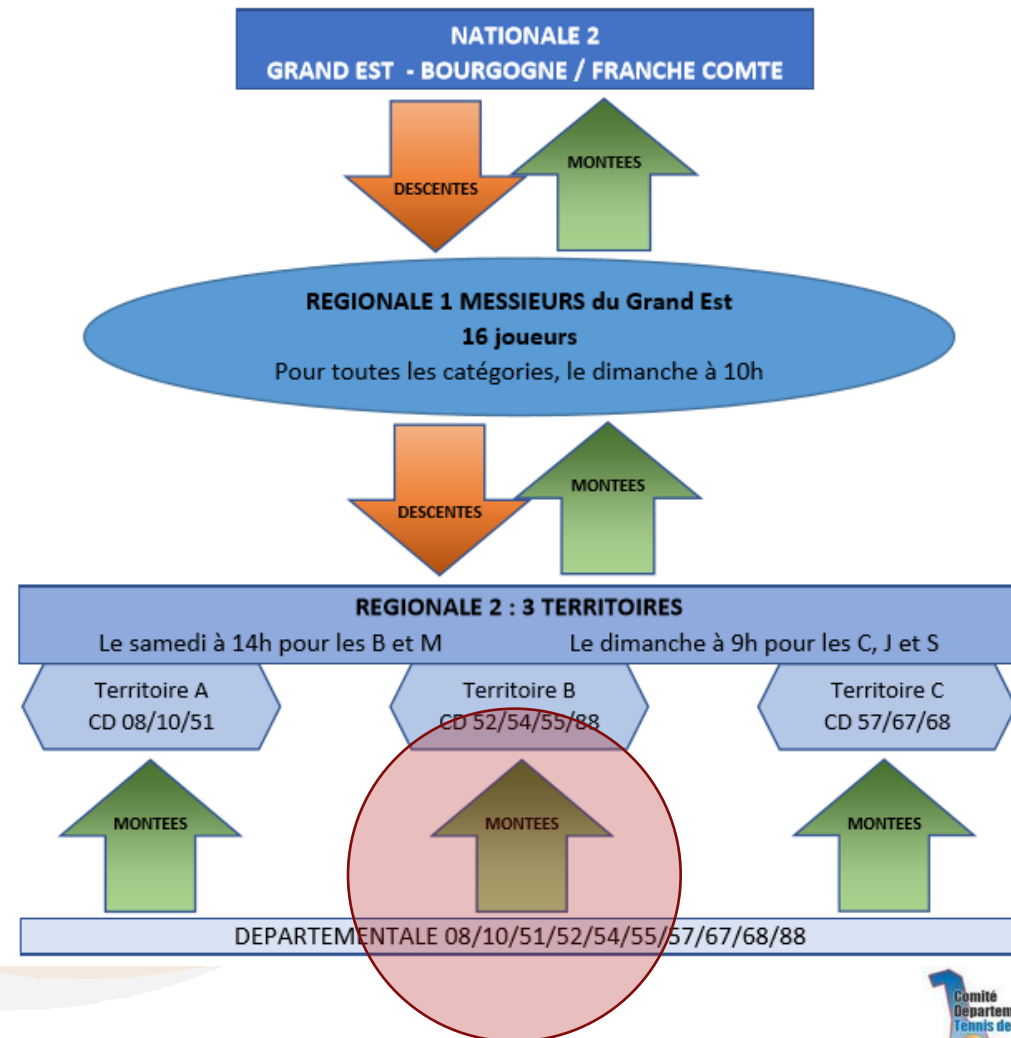 NATIONALE 2
GRAND EST - BOURGOGNE / FRANCHE COMTE
DESCENTES
MONTEES
REGIONALE 1 MESSIEURS du Grand Est
16 joueurs
Pour toutes les catégories, le dimanche à 10h
DESCENTES
MONTEES
REGIONALE 2 : 3 TERRITOIRES
Le samedi à 14h pour les B et M Le dimanche à 9h pour les C, J et S
Territoire A
CD 08/10/51
Territoire B
CD 52/54/55/88
Territoire C
CD 57/67/68
MONTEES
MONTEES
MONTEES
DEPARTEMENTALE 08/10/51/52/54/55/57/67/68/88
Comité
Départem
Tennis de